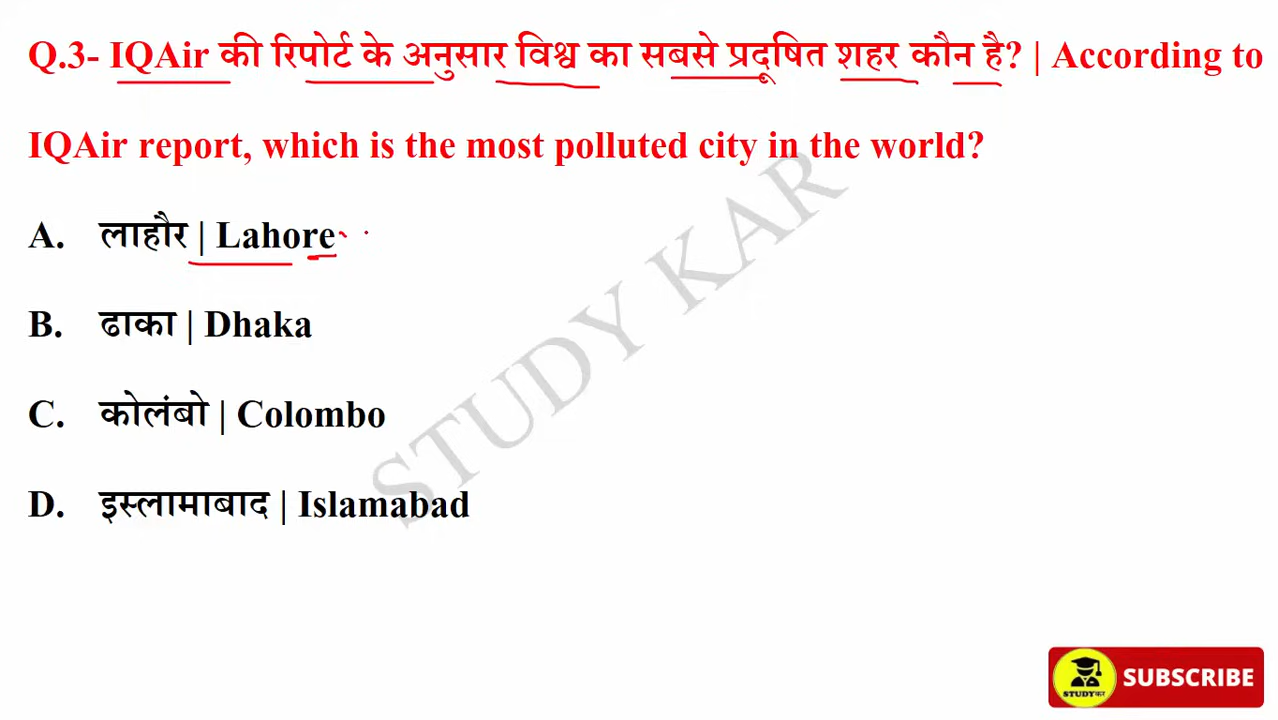 Q.3- IQAir की रिपोर्ट के अनुसार विश्व का सबसे प्रदूषित शहर कौन है? | According to
IQAir report, which is the most polluted city in the world?
A. लाहौर | Lahore
B. ढाका | Dhaka
C. कोलंबो | Colombo
D. इस्लामाबाद | Islamabad
STUDY KAR
STUDYकर
SUBSCRIBE